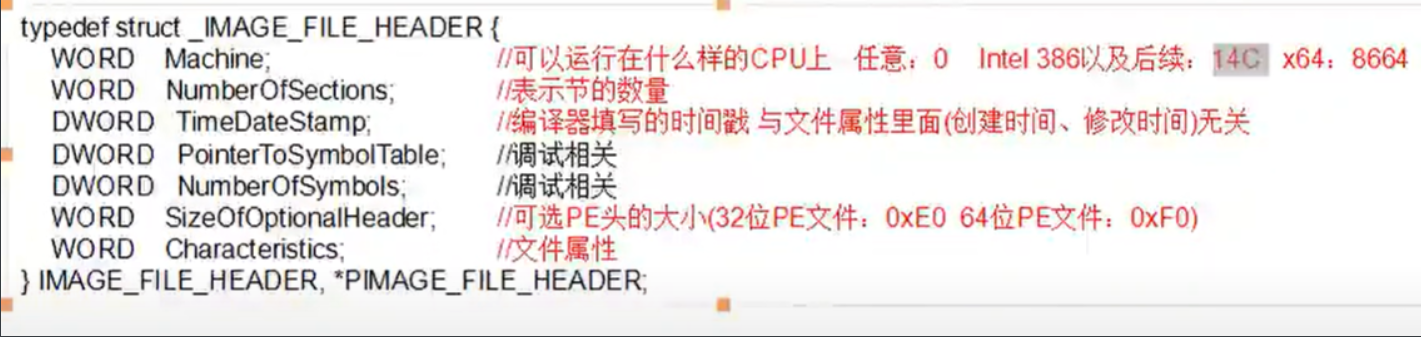 typedef struct _IMAGE_FILE_HEADER {
WORD Machine; //可以运行在什么样的CPU上 任意：0 Intel 386以及后续：14C x64：8664
WORD NumberOfSections; //表示节的数量
DWORD TimeDateStamp; //编译器填写的时间戳 与文件属性里面(创建时间、修改时间)无关
DWORD PointerToSymbolTable; //调试相关
DWORD NumberOfSymbols; //调试相关
WORD SizeOfOptionalHeader; //可选PE头的大小(32位PE文件：0xE0 64位PE文件：0xF0)
WORD Characteristics; //文件属性
} IMAGE_FILE_HEADER, *PIMAGE_FILE_HEADER;